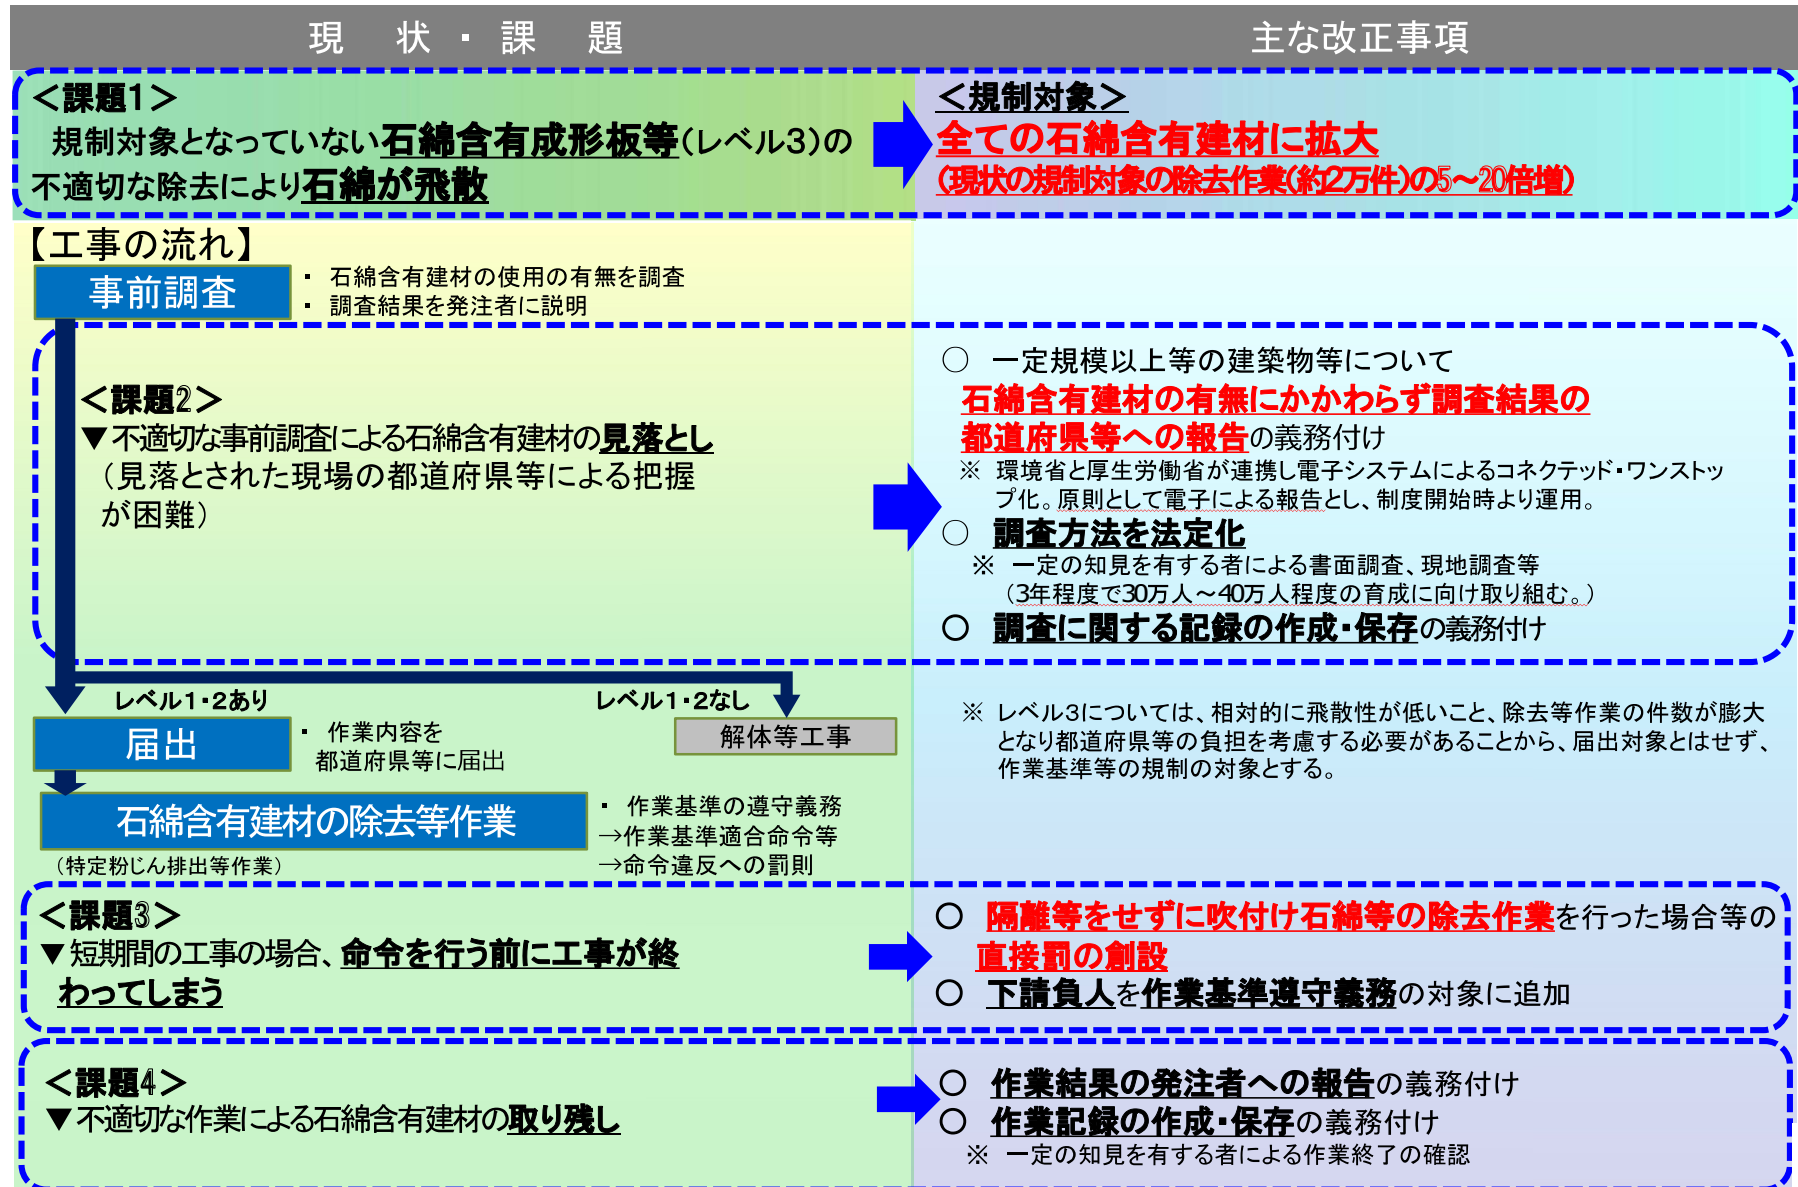 現　状・課　題
主な改正事項
＜課題1＞
規制対象となっていない石綿含有成形板等(レベル3)の
不適切な除去により石綿が飛散
＜規制対象＞
全ての石綿含有建材に拡大
(現状の規制対象の除去作業(約2万件)の5～20倍増)
【工事の流れ】
事前調査
・ 石綿含有建材の使用の有無を調査
・ 調査結果を発注者に説明
＜課題2＞
▼不適切な事前調査による石綿含有建材の見落とし
（見落とされた現場の都道府県等による把握
が困難）
○ 一定規模以上等の建築物等について
石綿含有建材の有無にかかわらず調査結果の
都道府県等への報告の義務付け
※ 環境省と厚生労働省が連携し電子システムによるコネクテッド・ワンストッ
プ化。原則として電子による報告とし、制度開始時より運用。
○ 調査方法を法定化
※ 一定の知見を有する者による書面調査、現地調査等
（3年程度で30万人～40万人程度の育成に向け取り組む。）
○ 調査に関する記録の作成・保存の義務付け
レベル1・2あり
レベル1・2なし
届出
・ 作業内容を
都道府県等に届出
解体等工事
※ レベル3については、相対的に飛散性が低いこと、除去等作業の件数が膨大
となり都道府県等の負担を考慮する必要があることから、届出対象とはせず、
作業基準等の規制の対象とする。
石綿含有建材の除去等作業
（特定粉じん排出等作業）
・ 作業基準の遵守義務
→作業基準適合命令等
→命令違反への罰則
＜課題3＞
▼短期間の工事の場合、命令を行う前に工事が終
わってしまう
○ 隔離等をせずに吹付け石綿等の除去作業を行った場合等の
直接罰の創設
○ 下請負人を作業基準遵守義務の対象に追加
＜課題4＞
▼不適切な作業による石綿含有建材の取り残し
○ 作業結果の発注者への報告の義務付け
○ 作業記録の作成・保存の義務付け
※ 一定の知見を有する者による作業終了の確認